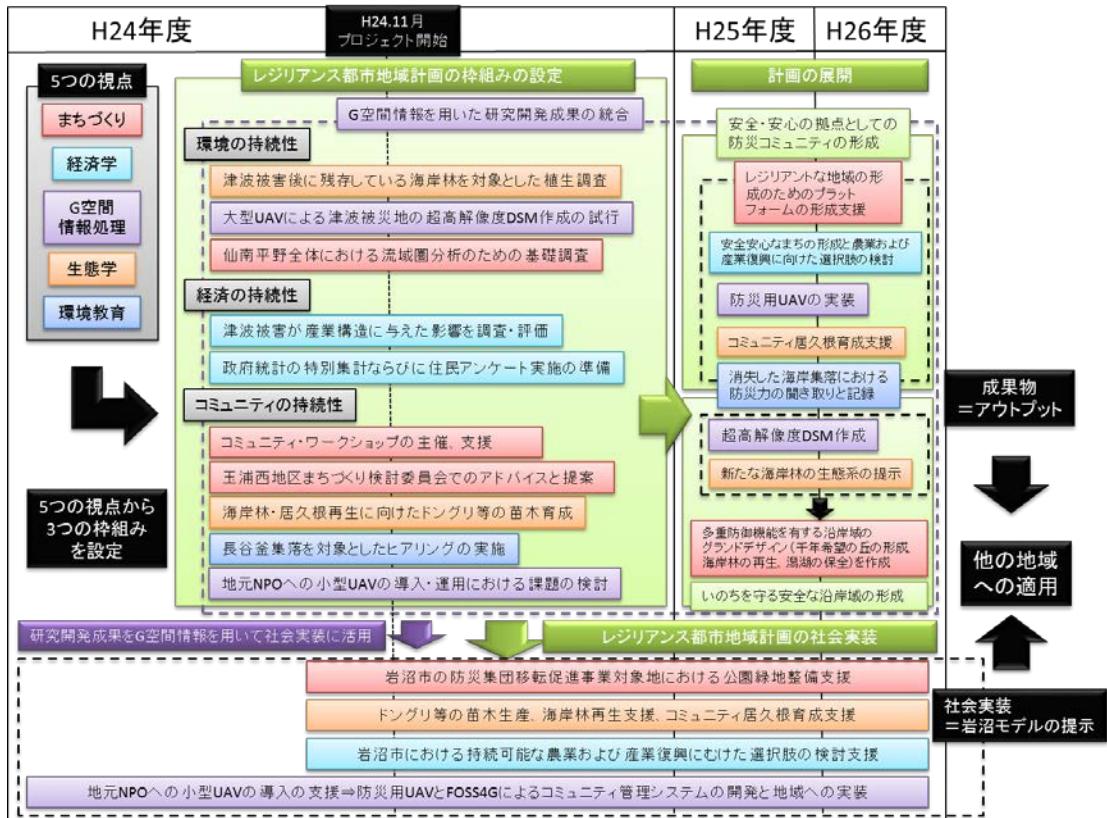 H24年度
H24.11月
プロジェクト開始
H25年度
H26年度
5つの視点
まちづくり
経済学
G空間
情報処理
生態学
環境教育
5つの視点から
3つの枠組み
を設定
レジリアンス都市地域計画の枠組みの設定
G空間情報を用いた研究開発成果の統合
環境の持続性
津波被害後に残存している海岸林を対象とした植生調査
大型UAVによる津波被災地の超高解像度DSM作成の試行
仙南平野全体における流域圏分析のための基礎調査
経済の持続性
津波被害が産業構造に与えた影響を調査・評価
政府統計の特別集計ならびに住民アンケート実施の準備
コミュニティの持続性
コミュニティ・ワークショップの主催、支援
玉浦西地区まちづくり検討委員会でのアドバイスと提案
海岸林・居久根再生に向けたドングリ等の苗木育成
長谷釜集落を対象としたヒアリングの実施
地元NPOへの小型UAVの導入・運用における課題の検討
計画の展開
安全・安心の拠点としての
防災コミュニティの形成
レジリアントな地域の形
成のためのプラット
フォームの形成支援
安全安心なまちの形成と農業および
産業復興に向けた選択肢の検討
防災用UAVの実装
コミュニティ居久根育成支援
消失した海岸集落における
防災力の聞き取りと記録
超高解像度DSM作成
新たな海岸林の生態系の提示
多重防御機能を有する沿岸域の
グランドデザイン(千年希望の丘の形成、
海岸林の再生、潟湖の保全)を作成
いのちを守る安全な沿岸域の形成
成果物
=アウトプット
他の地域
への適用
社会実装
=岩沼モデルの提示
研究開発成果をG空間情報を用いて社会実装に活用
レジリアンス都市地域計画の社会実装
岩沼市の防災集団移転促進事業対象地における公園緑地整備支援
ドングリ等の苗木生産、海岸林再生支援、コミュニティ居久根育成支援
岩沼市における持続可能な農業および産業復興にむけた選択肢の検討支援
地元NPOへの小型UAVの導入の支援⇒防災用UAVとFOSS4Gによるコミュニティ管理システムの開発と地域への実装